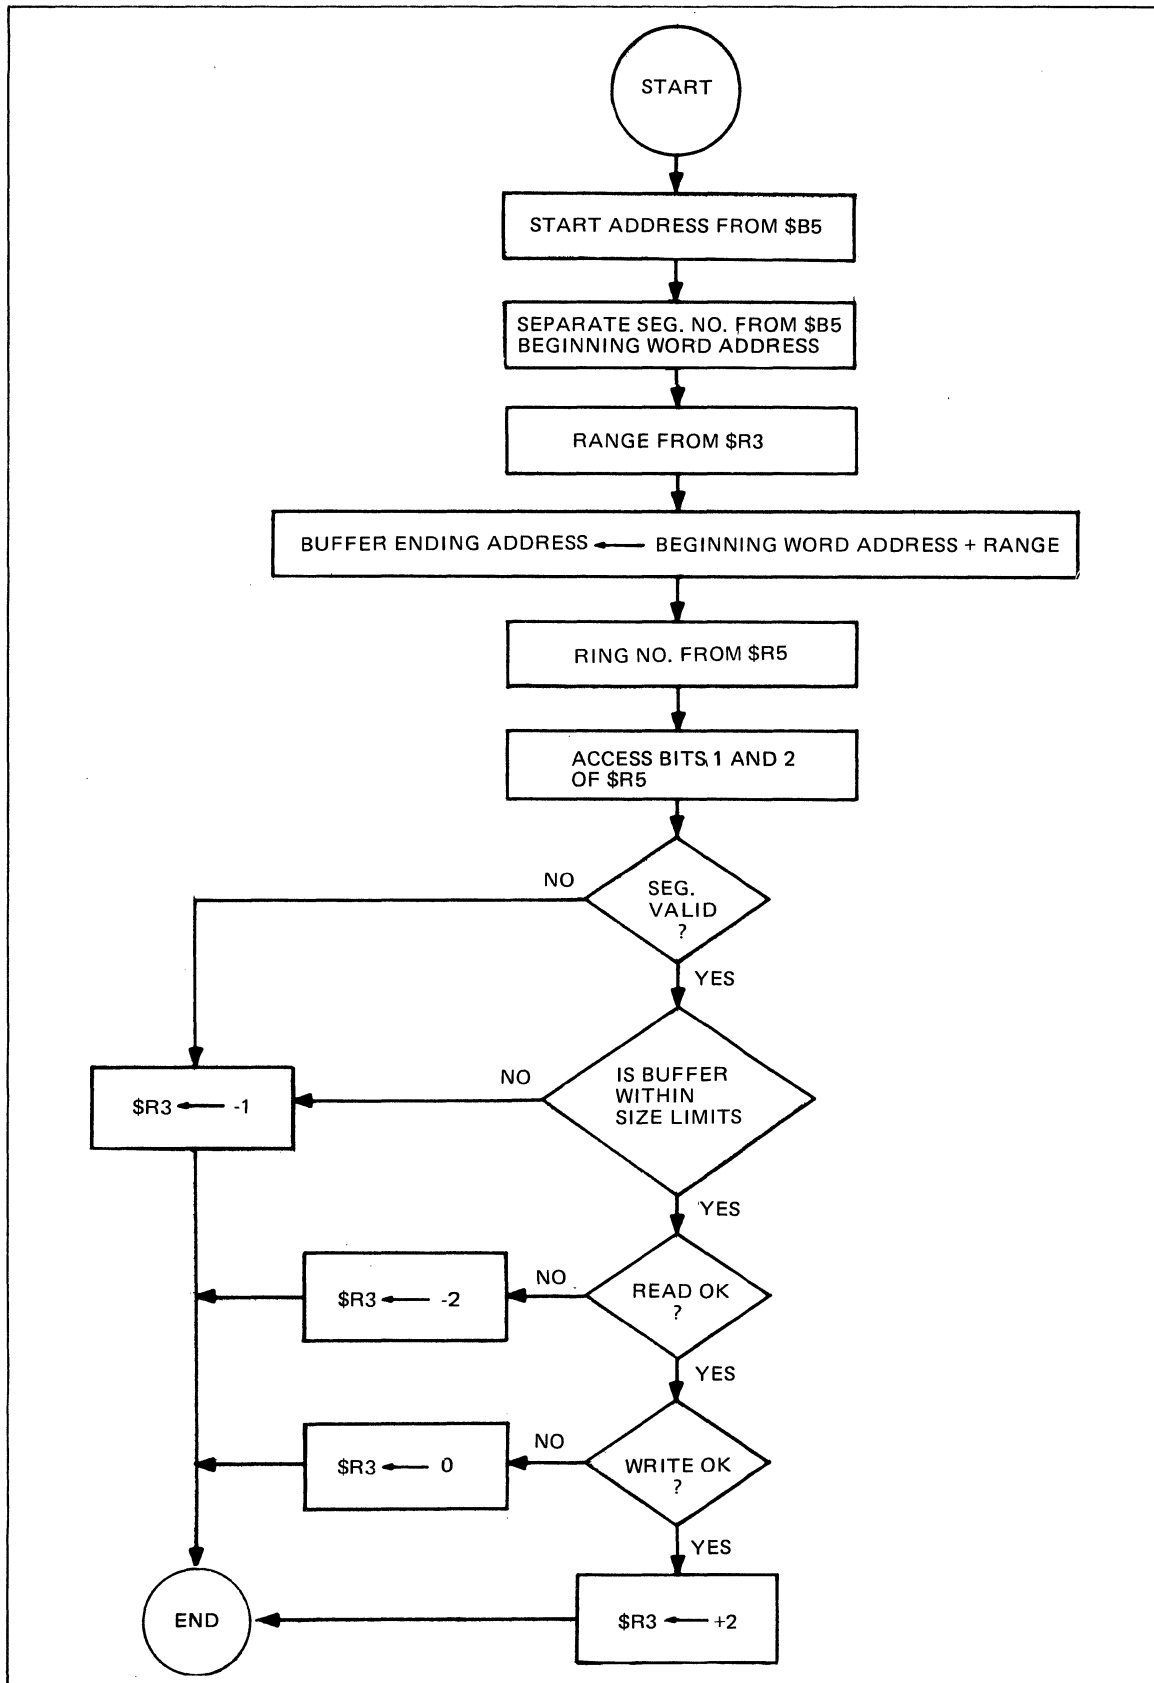 START
START ADDRESS FROM $B5
SEPARATE SEG. NO. FROM $B5
BEGINNING WORD ADDRESS
RANGE FROM $R3
BUFFER ENDING ADDRESS ← BEGINNING WORD ADDRESS + RANGE
RING NO. FROM $R5
ACCESS BITS 1 AND 2
OF $R5
NO
SEG.
VALID
?
YES
$R3 ← -1
NO
IS BUFFER
WITHIN
SIZE LIMITS
YES
$R3 ← -2
NO
READ OK
?
YES
$R3 ← 0
NO
WRITE OK
?
YES
END
$R3 ← +2